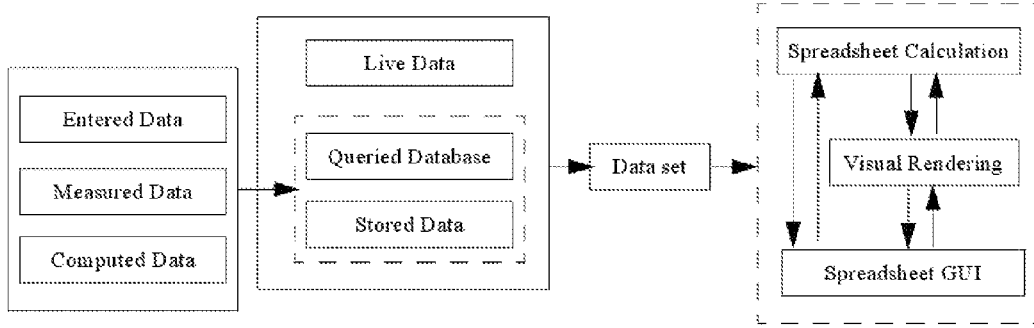 Entered Data
Measured Data
Computed Data
Live Data
Queried Database
Stored Data
Data set
Spreadsheet Calculation
Visual Rendering
Spreadsheet GUI